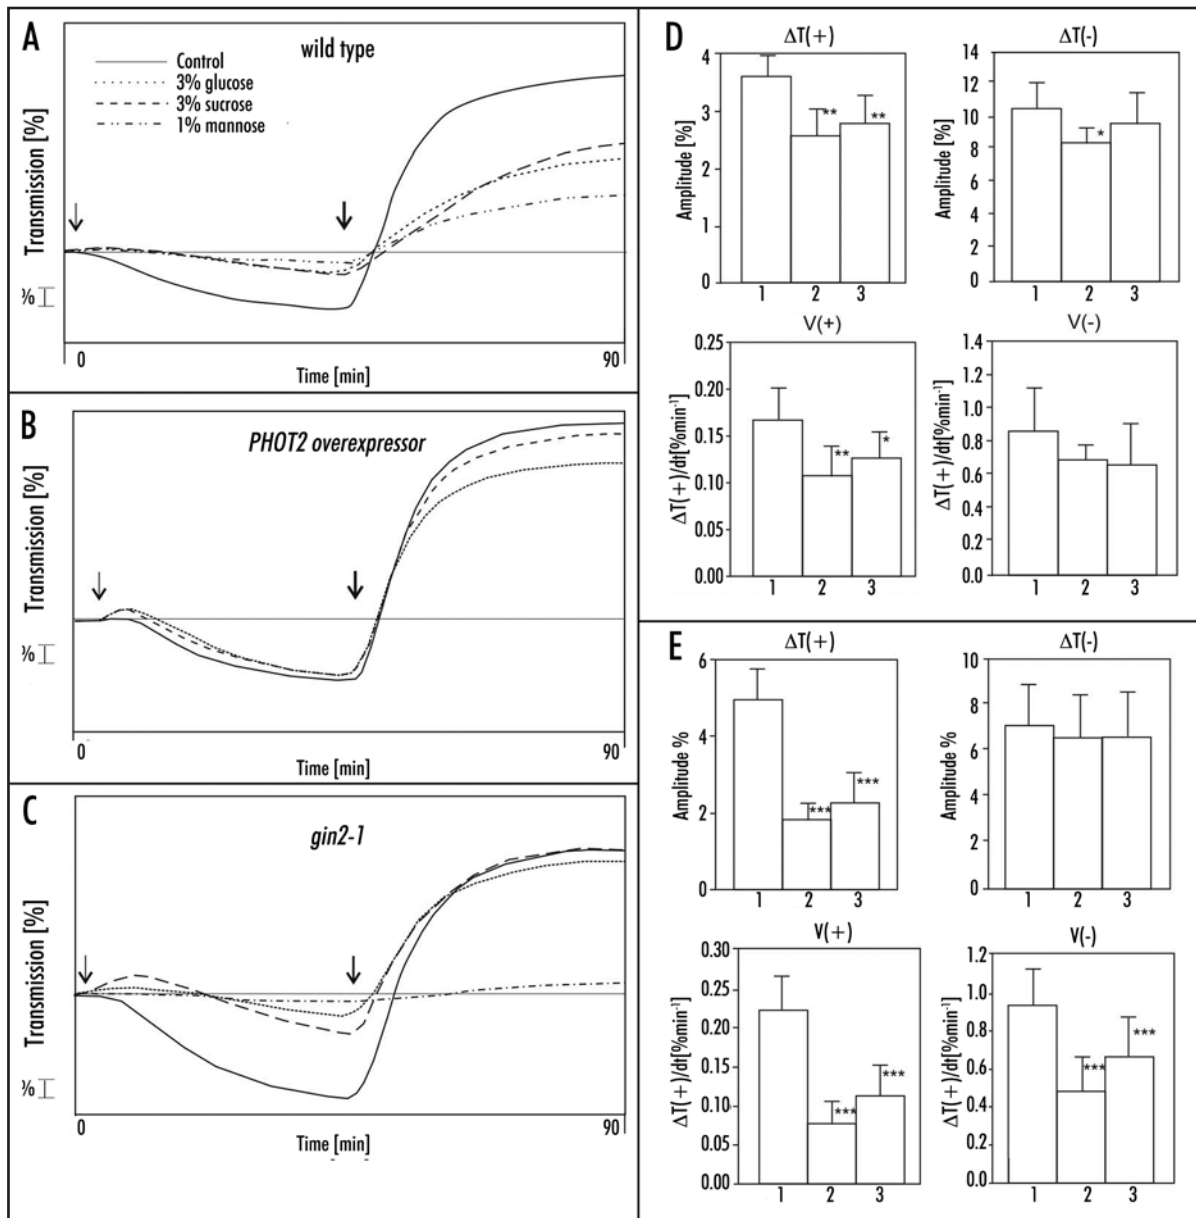 A
wild type
Control
3% glucose
3% sucrose
1% mannose
Transmission [%]
%
0
90
Time [min]
B
PHOT2 overexpressor
Transmission [%]
%
0
90
Time [min]
C
gin2-1
Transmission [%]
%
0
90
Time [min]
D
ΔT(+)
Amplitude [%]
4
3
2
1
0
**
**
1 2 3
ΔT(-)
Amplitude [%]
14
12
10
8
6
4
2
0
*
1 2 3
V(+)
ΔT(+)/dt[%min-1]
0.25
0.20
0.15
0.10
0.05
0.00
**
*
1 2 3
V(-)
ΔT(+)/dt[%min-1]
1.4
1.2
1.0
0.8
0.6
0.4
0.2
0.0
1 2 3
E
ΔT(+)
Amplitude %
6
4
2
0
***
***
1 2 3
ΔT(-)
Amplitude %
10
8
6
4
2
0
1 2 3
V(+)
ΔT(+)/dt[%min-1]
0.30
0.25
0.20
0.15
0.10
0.05
0.00
***
***
1 2 3
V(-)
ΔT(+)/dt[%min-1]
1.2
1.0
0.8
0.6
0.4
0.2
0.0
***
***
1 2 3